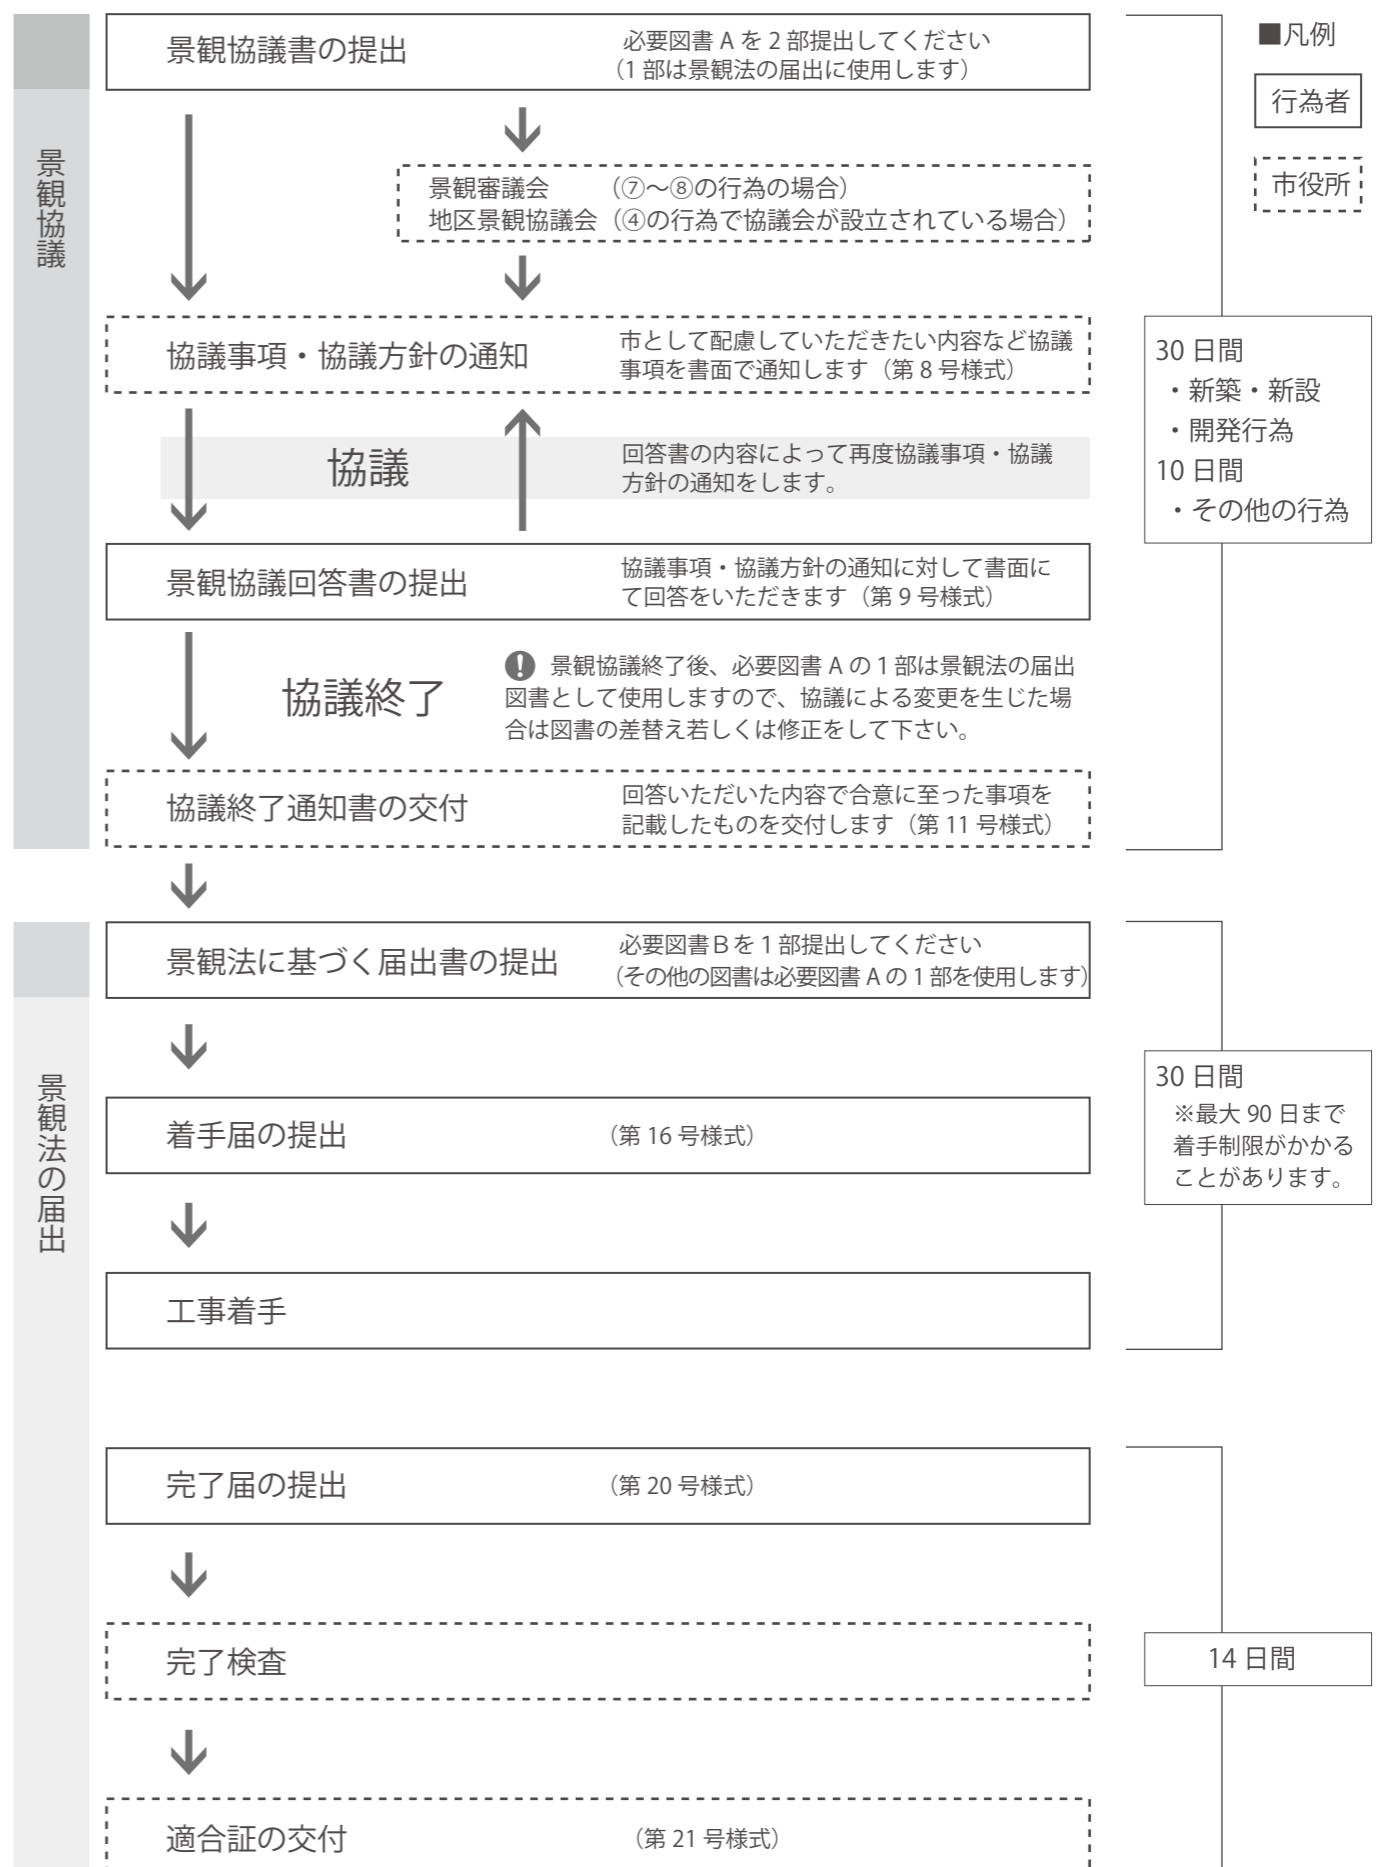 景観協議書の提出
必要図書 A を 2 部提出してください
（1 部は景観法の届出に使用します）
■凡例
行為者
市役所
景観協議
景観審議会　　（⑦～⑧の行為の場合）
地区景観協議会（④の行為で協議会が設立されている場合）
協議事項・協議方針の通知
市として配慮していただきたい内容など協議
事項を書面で通知します（第 8 号様式）
30 日間
・新築・新設
・開発行為
10 日間
・その他の行為
協議
回答書の内容によって再度協議事項・協議
方針の通知をします。
景観協議回答書の提出
協議事項・協議方針の通知に対して書面に
て回答をいただきます（第 9 号様式）
協議終了
! 景観協議終了後、必要図書 A の 1 部は景観法の届出
図書として使用しますので、協議による変更を生じた場
合は図書の差替え若しくは修正をして下さい。
協議終了通知書の交付
回答いただいた内容で合意に至った事項を
記載したものを交付します（第 11 号様式）
景観法の届出
景観法に基づく届出書の提出
必要図書Ｂを 1 部提出してください
（その他の図書は必要図書 A の 1 部を使用します）
着手届の提出
（第 16 号様式）
30 日間
※最大 90 日まで
着手制限がかかる
ことがあります。
工事着手
完了届の提出
（第 20 号様式）
完了検査
14 日間
適合証の交付
（第 21 号様式）